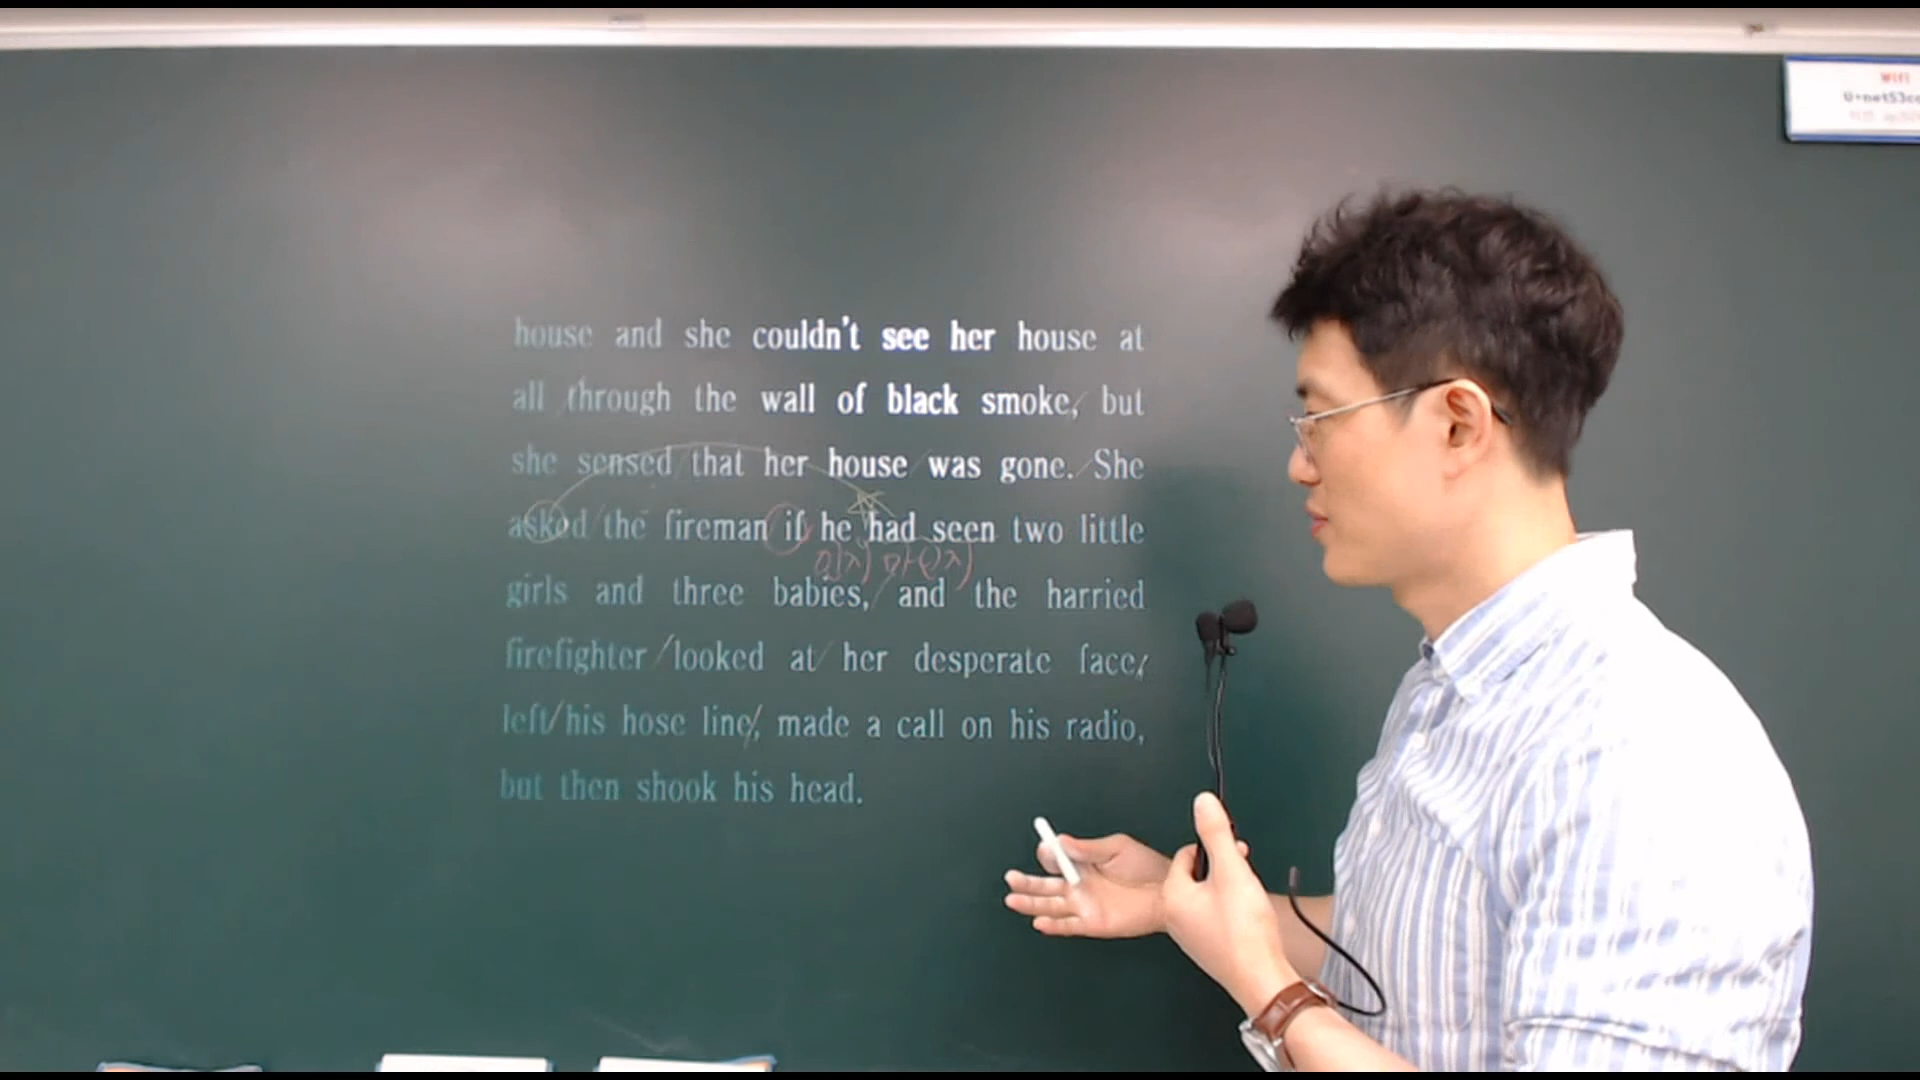 Wifi
house and she couldn't see her house at
all through the wall of black smoke, but
she sensed that her house was gone. She
asked the fireman if he had seen two little
인지 아닌지
girls and three babies, and the harried
firefighter looked at her desperate face,
left his hose line, made a call on his radio,
but then shook his head.